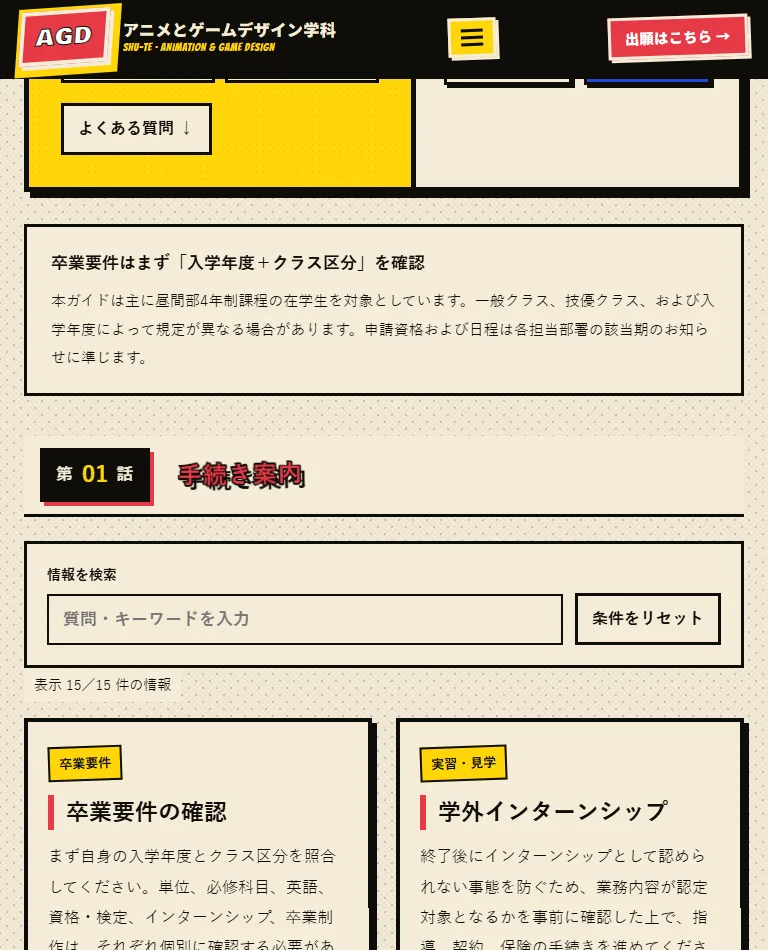 AGD
アニメとゲームデザイン学科
SHU-TE · ANIMATION & GAME DESIGN
出願はこちら →
よくある質問 ↓
卒業要件はまず「入学年度＋クラス区分」を確認
本ガイドは主に昼間部4年制課程の在学生を対象としています。一般クラス、技優クラス、および入
学年度によって規定が異なる場合があります。申請資格および日程は各担当部署の該当期のお知ら
せに準じます。
第 01 話
手続き案内
情報を検索
質問・キーワードを入力
条件をリセット
表示 15／15 件の情報
卒業要件
卒業要件の確認
まず自身の入学年度とクラス区分を照合
してください。単位、必修科目、英語、
資格・検定、インターンシップ、卒業制
作は、それぞれ個別に確認する必要があ
実習・見学
学外インターンシップ
終了後にインターンシップとして認めら
れない事態を防ぐため、業務内容が認定
対象となるかを事前に確認した上で、指
導、契約、保険の手続きを進めてくださ